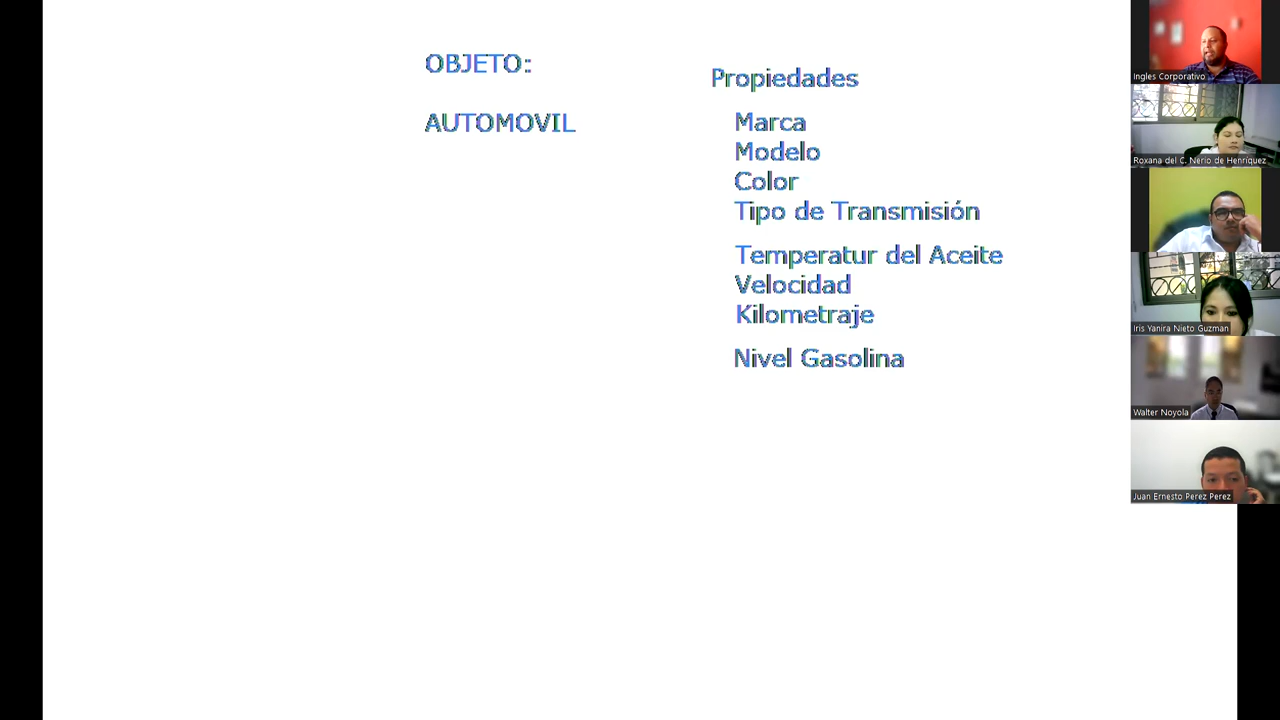 OBJETO:
AUTOMOVIL
Propiedades
Marca
Modelo
Color
Tipo de Transmisión
Temperatur del Aceite
Velocidad
Kilometraje
Nivel Gasolina
Ingles Corporativo
Roxana del C. Nerio de Henríquez
Iris Yanira Nieto Guzman
Walter Noyola
Juan Ernesto Perez Perez